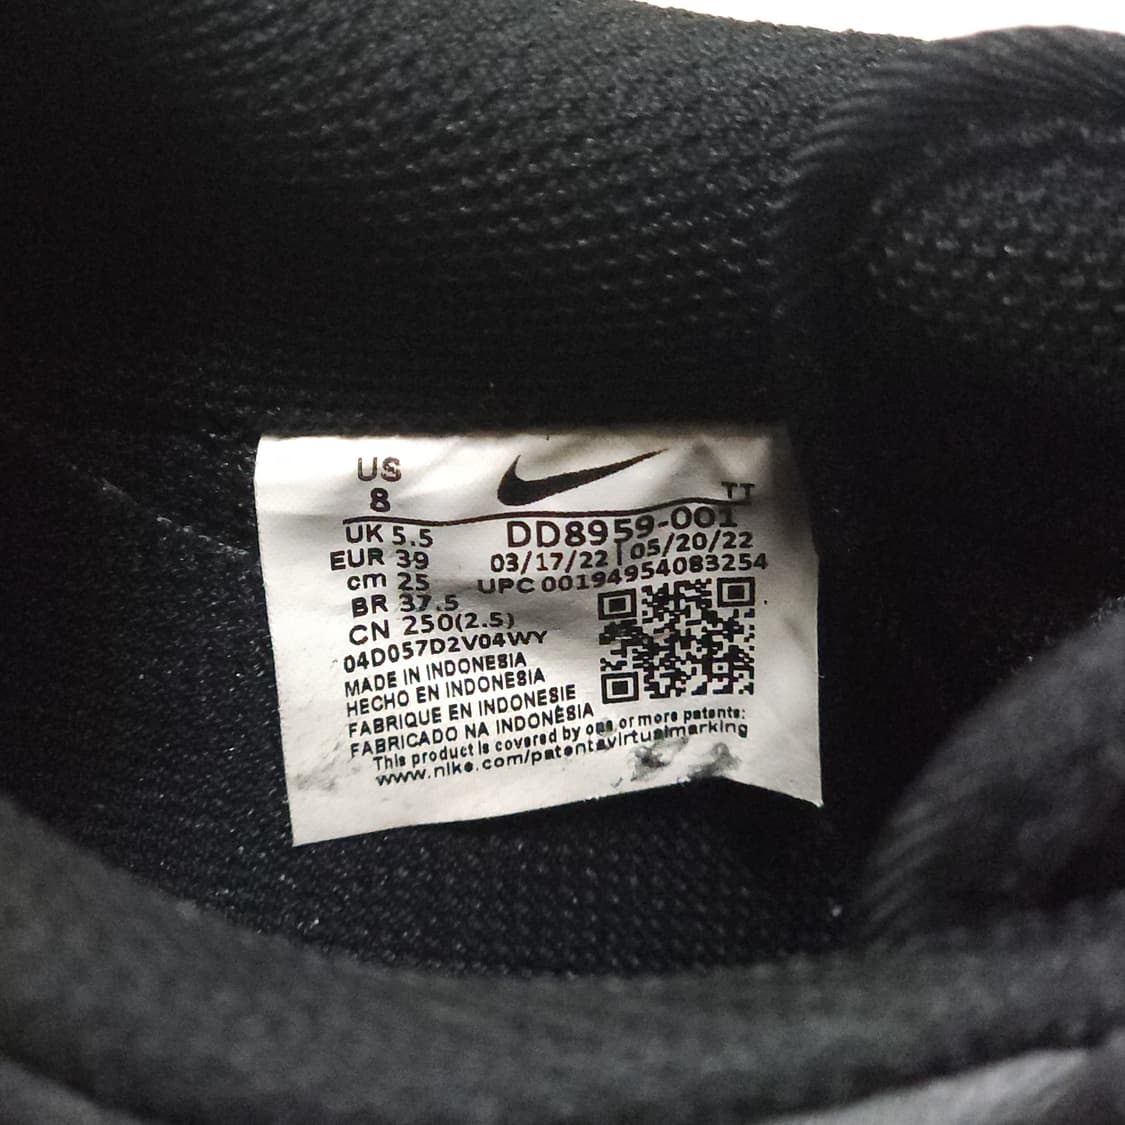 US
8
TT
UK 5.5
EUR 39
cm 25
BR 37.5
CN 250(2.5)
DD8959-001
03/17/22 | 05/20/22
UPC 00194954083254
04D057D2V04WY
MADE IN INDONESIA
HECHO EN INDONESIA
FABRIQUE EN INDONESIE
FABRICADO NA INDONÉSIA
This product is covered by one or more patents:
www.nike.com/patentavirtualmarking